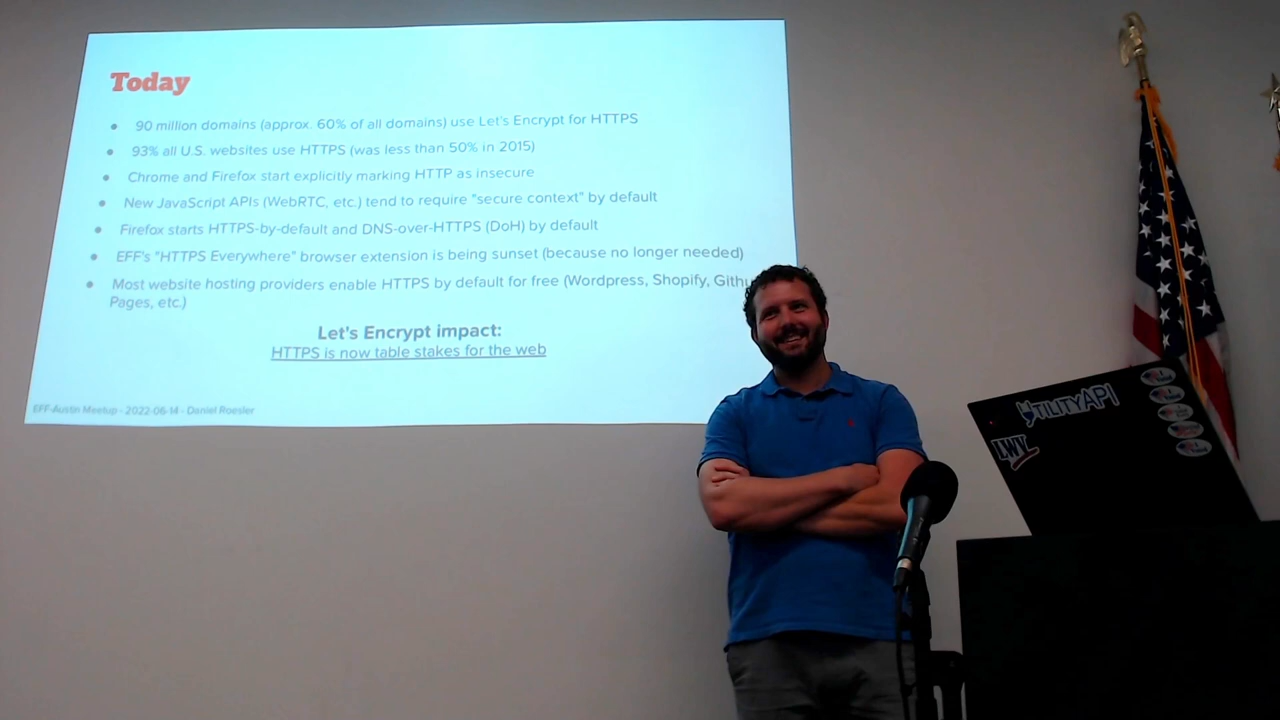 Today
90 million domains (approx. 60% of all domains) use Let's Encrypt for HTTPS
93% all U.S. websites use HTTPS (was less than 50% in 2015)
Chrome and Firefox start explicitly marking HTTP as insecure
New JavaScript APIs (WebRTC, etc.) tend to require "secure context" by default
Firefox starts HTTPS-by-default and DNS-over-HTTPS (DoH) by default
EFF's "HTTPS Everywhere" browser extension is being sunset (because no longer needed)
Most website hosting providers enable HTTPS by default for free (Wordpress, Shopify, Githu
Pages, etc.)
Let's Encrypt impact:
HTTPS is now table stakes for the web
EFF-Austin Meetup - 2022-06-14 - Daniel Roesler
UTILITYAPI
LWV